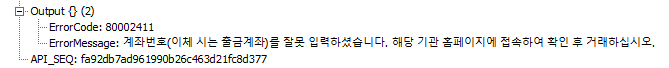 Output {} (2)
ErrorCode: 80002411
ErrorMessage: 계좌번호(이체 시는 출금계좌)를 잘못 입력하셨습니다. 해당 기관 홈페이지에 접속하여 확인 후 거래하십시오.
API_SEQ: fa92db7ad961990b26c463d21fc8d377